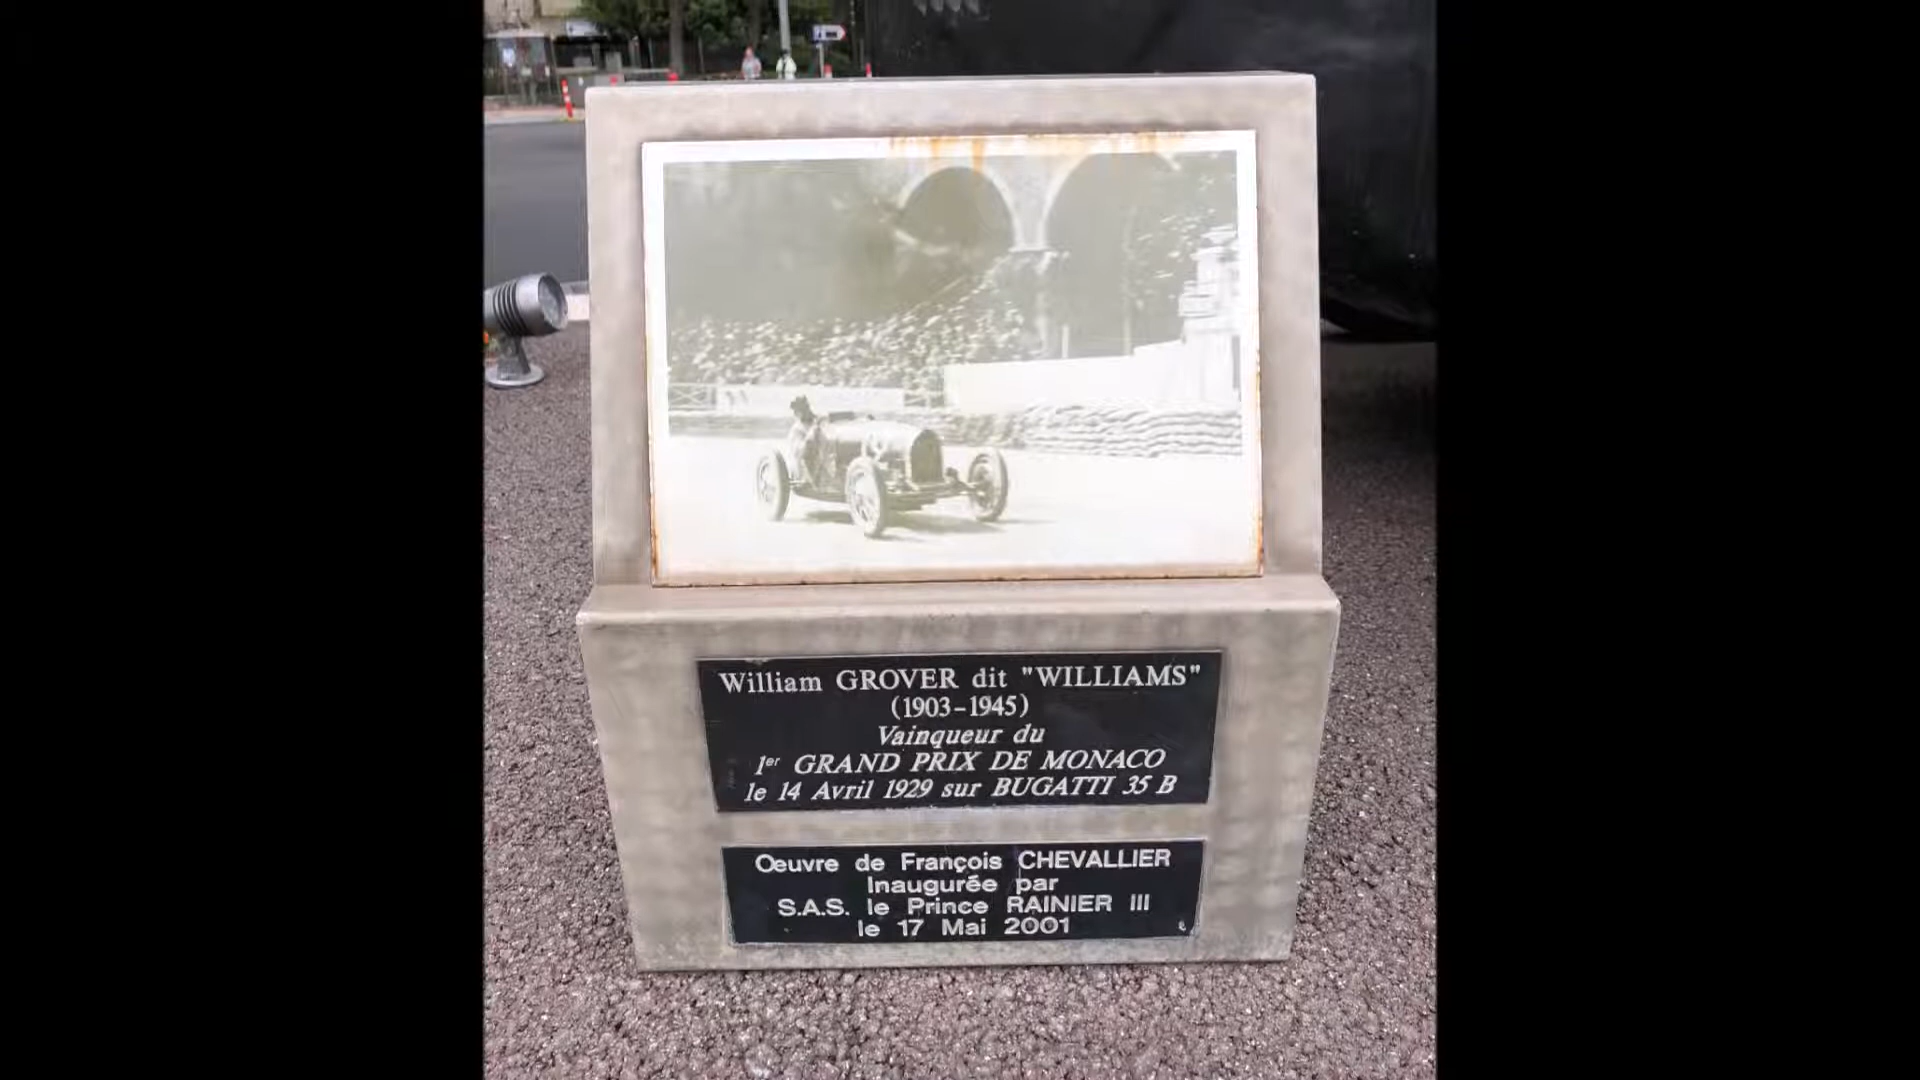 William GROVER dit "WILLIAMS"
(1903-1945)
Vainqueur du
1er GRAND PRIX DE MONACO
le 14 Avril 1929 sur BUGATTI 35 B
Œuvre de François CHEVALLIER
Inaugurée par
S.A.S. le Prince RAINIER III
le 17 Mai 2001